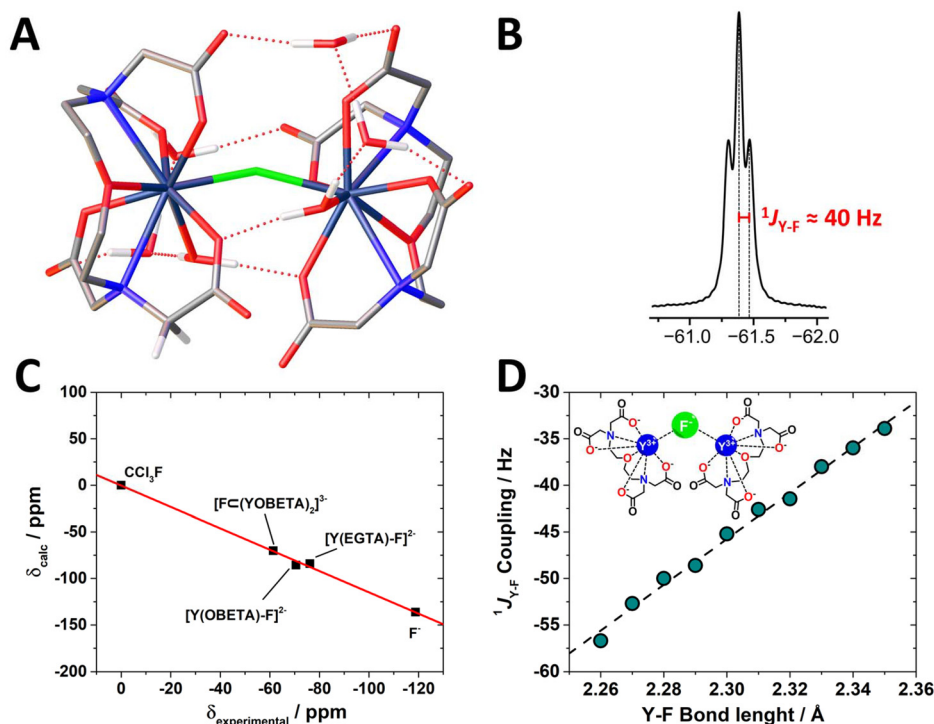 A
B
¹J_Y-F ≈ 40 Hz
−61.0 −61.5 −62.0
C
100
50
0
-50
-100
-150
-200
δcalc / ppm
CCl₃F
[F⊂(YOBETA)₂]³⁻
[Y(EGTA)-F]²⁻
[Y(OBETA)-F]²⁻
F⁻
0 -20 -40 -60 -80 -100 -120
δexperimental / ppm
D
-30
-35
-40
-45
-50
-55
-60
¹J_Y-F Coupling / Hz
F⁻
Y³⁺ Y³⁺
O O⁻ N O O⁻ O O⁻ N O O⁻ O
O O⁻ N O O⁻ O O⁻ N O O⁻ O
2.26 2.28 2.30 2.32 2.34 2.36
Y-F Bond lenght / Å